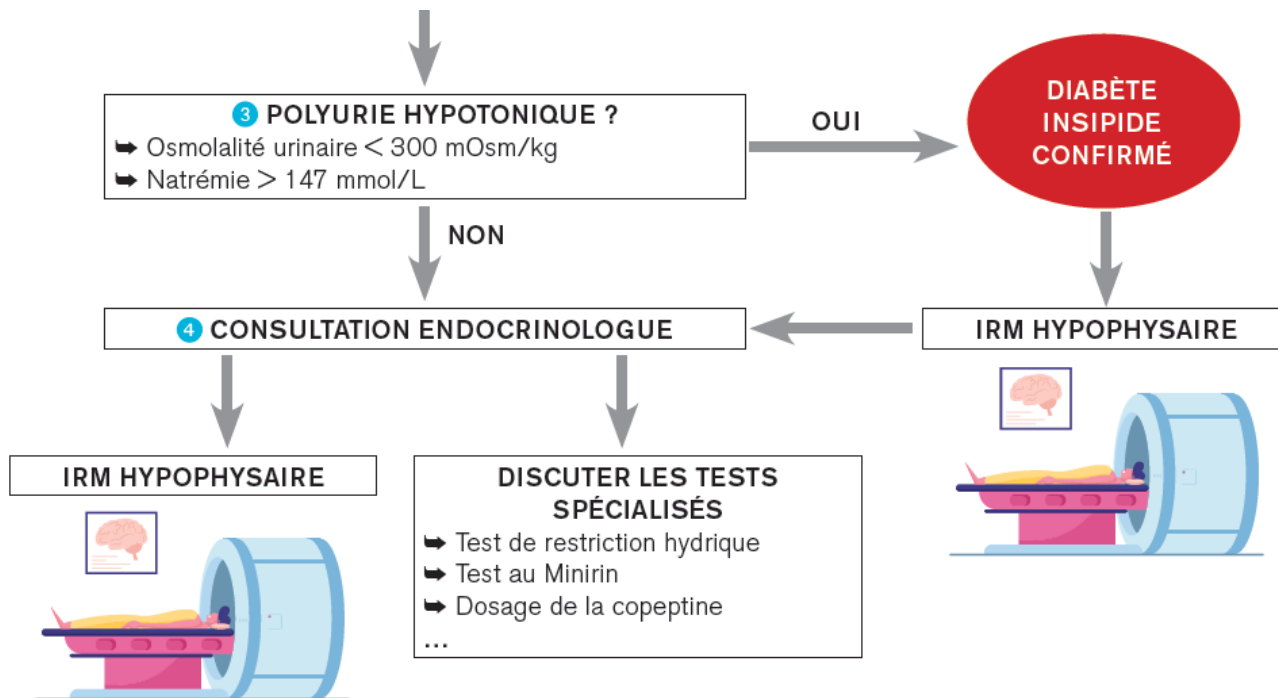 3 POLYURIE HYPOTONIQUE ?
➥ Osmolalité urinaire < 300 mOsm/kg
➥ Natrémie > 147 mmol/L
OUI
DIABÈTE
INSIPIDE
CONFIRMÉ
NON
4 CONSULTATION ENDOCRINOLOGUE
IRM HYPOPHYSAIRE
IRM HYPOPHYSAIRE
DISCUTER LES TESTS
SPÉCIALISÉS
➥ Test de restriction hydrique
➥ Test au Minirin
➥ Dosage de la copeptine
...